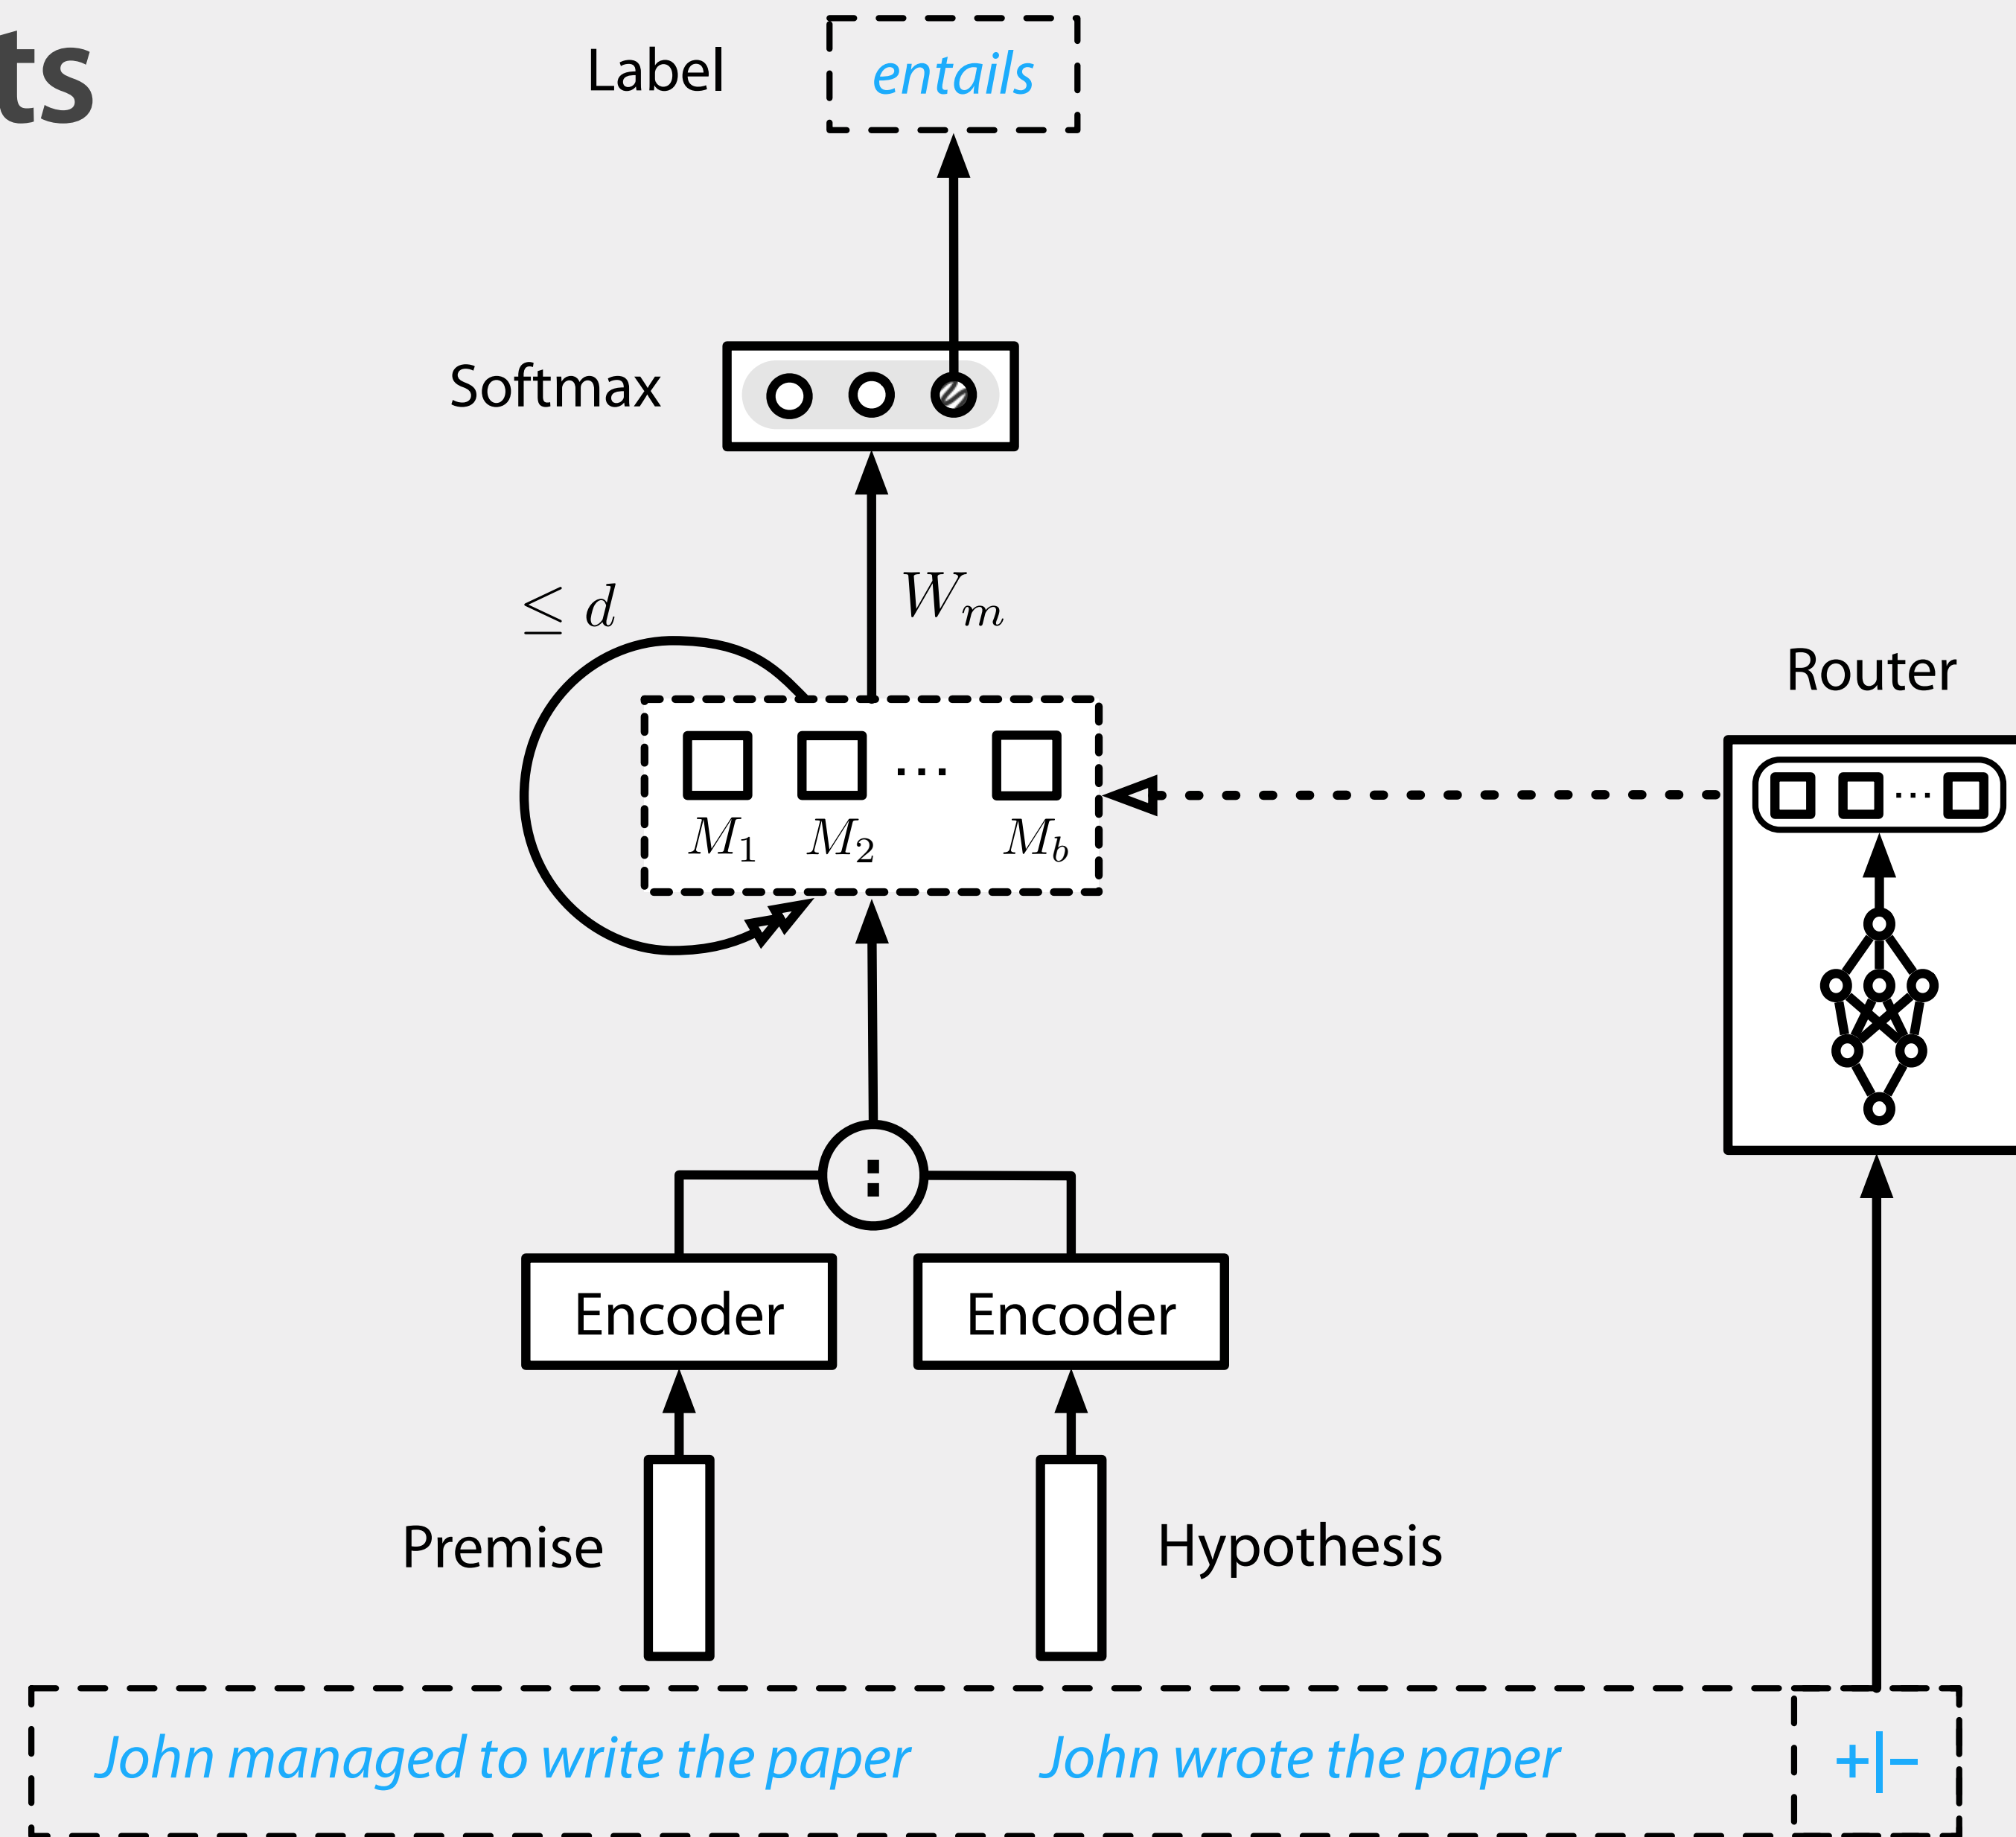 ts
Label
entails
Softmax
≤ d
W_m
Router
M_1 M_2 ... M_b
...
:
Encoder Encoder
Premise Hypothesis
John managed to write the paper John wrote the paper +|−